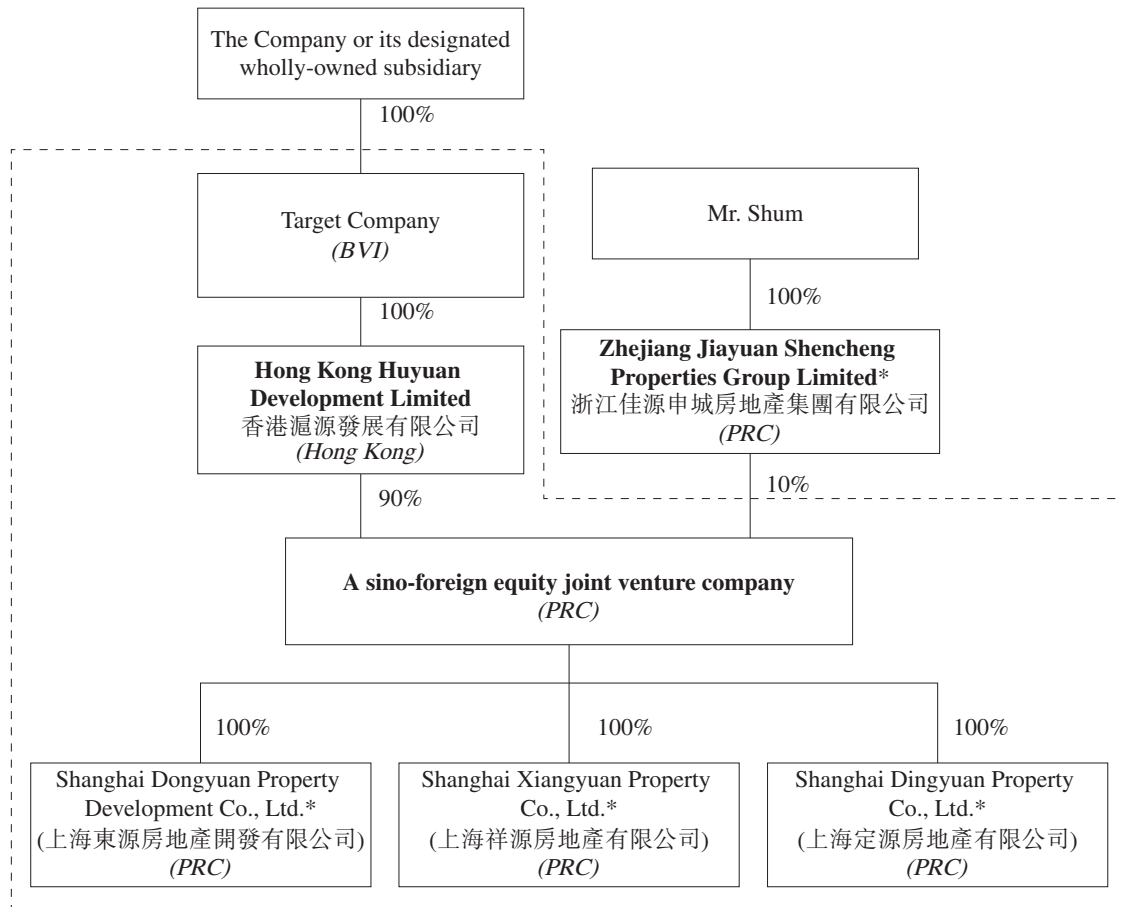 The Company or its designated
wholly-owned subsidiary
100%
Target Company
(BVI)
Mr. Shum
100%
100%
Hong Kong Huyuan
Development Limited
香港滬源發展有限公司
(Hong Kong)
Zhejiang Jiayuan Shencheng
Properties Group Limited*
浙江佳源申城房地產集團有限公司
(PRC)
90%
10%
A sino-foreign equity joint venture company
(PRC)
100%
100%
100%
Shanghai Dongyuan Property
Development Co., Ltd.*
(上海東源房地產開發有限公司)
(PRC)
Shanghai Xiangyuan Property
Co., Ltd.*
(上海祥源房地產有限公司)
(PRC)
Shanghai Dingyuan Property
Co., Ltd.*
(上海定源房地產有限公司)
(PRC)